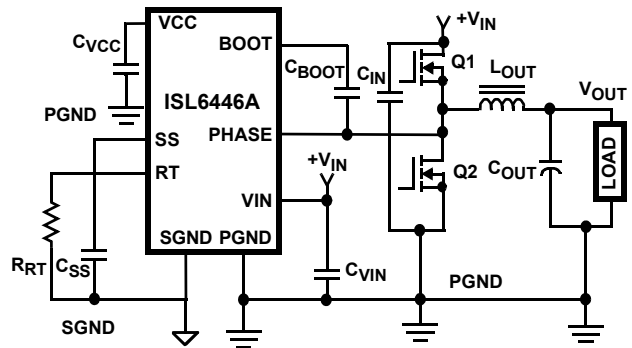 +VIN
VCC
CVCC
BOOT
Q1
LOUT
CBOOT
CIN
VOUT
ISL6446A
PGND
PHASE
SS
+VIN
RT
Q2
COUT
LOAD
VIN
SGND PGND
RRT
CSS
CVIN
PGND
SGND